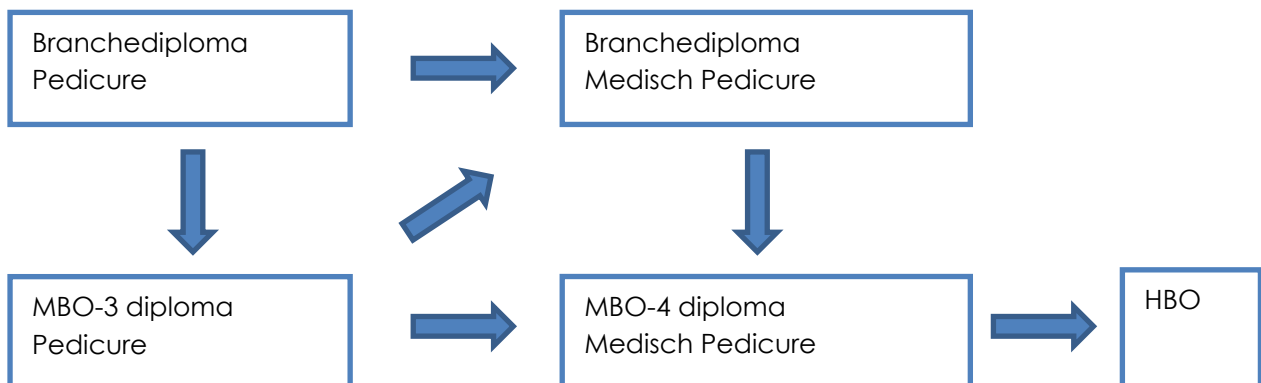 Branchediploma
Pedicure
Branchediploma
Medisch Pedicure
MBO-3 diploma
Pedicure
MBO-4 diploma
Medisch Pedicure
HBO